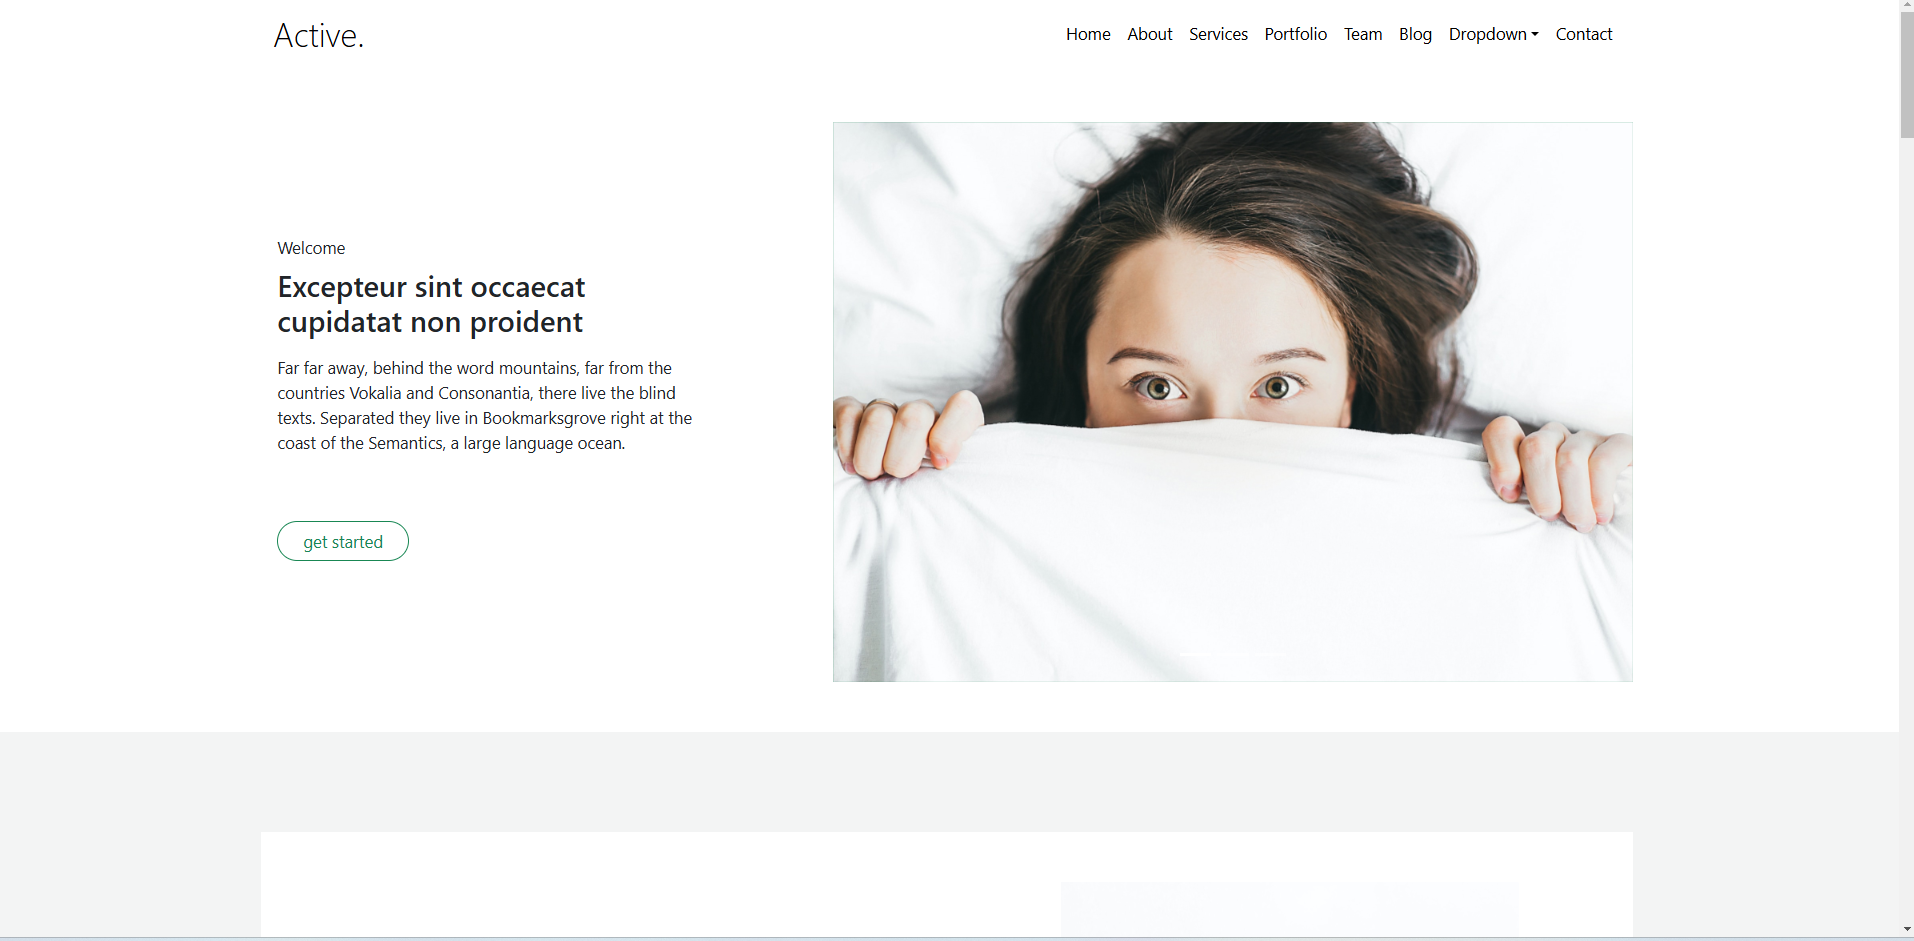 Active.
Home About Services Portfolio Team Blog Dropdown Contact
Welcome
Excepteur sint occaecat
cupidatat non proident
Far far away, behind the word mountains, far from the
countries Vokalia and Consonantia, there live the blind
texts. Separated they live in Bookmarksgrove right at the
coast of the Semantics, a large language ocean.
get started